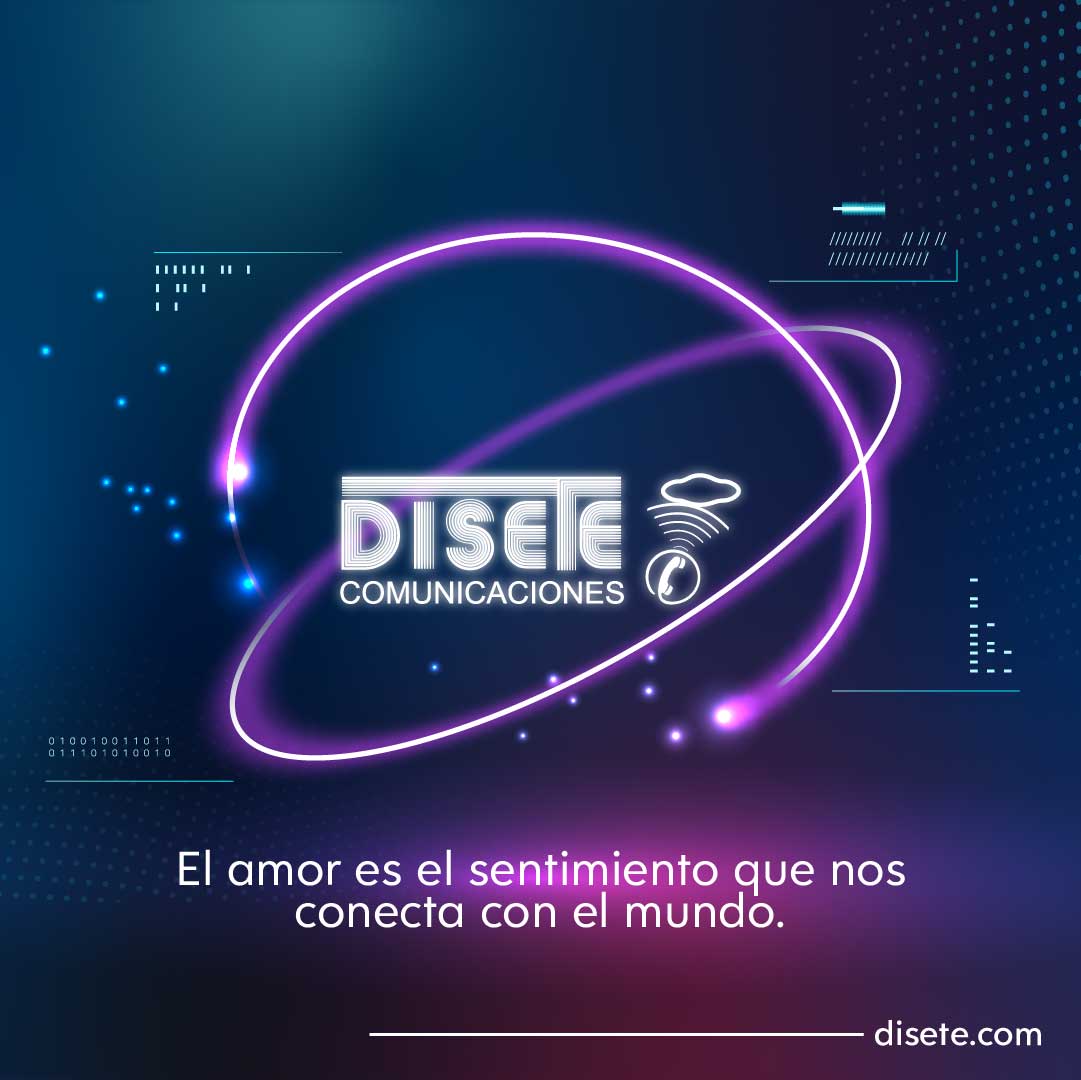 DISETE
COMUNICACIONES
010010011011
011101010010
El amor es el sentimiento que nos
conecta con el mundo.
disete.com